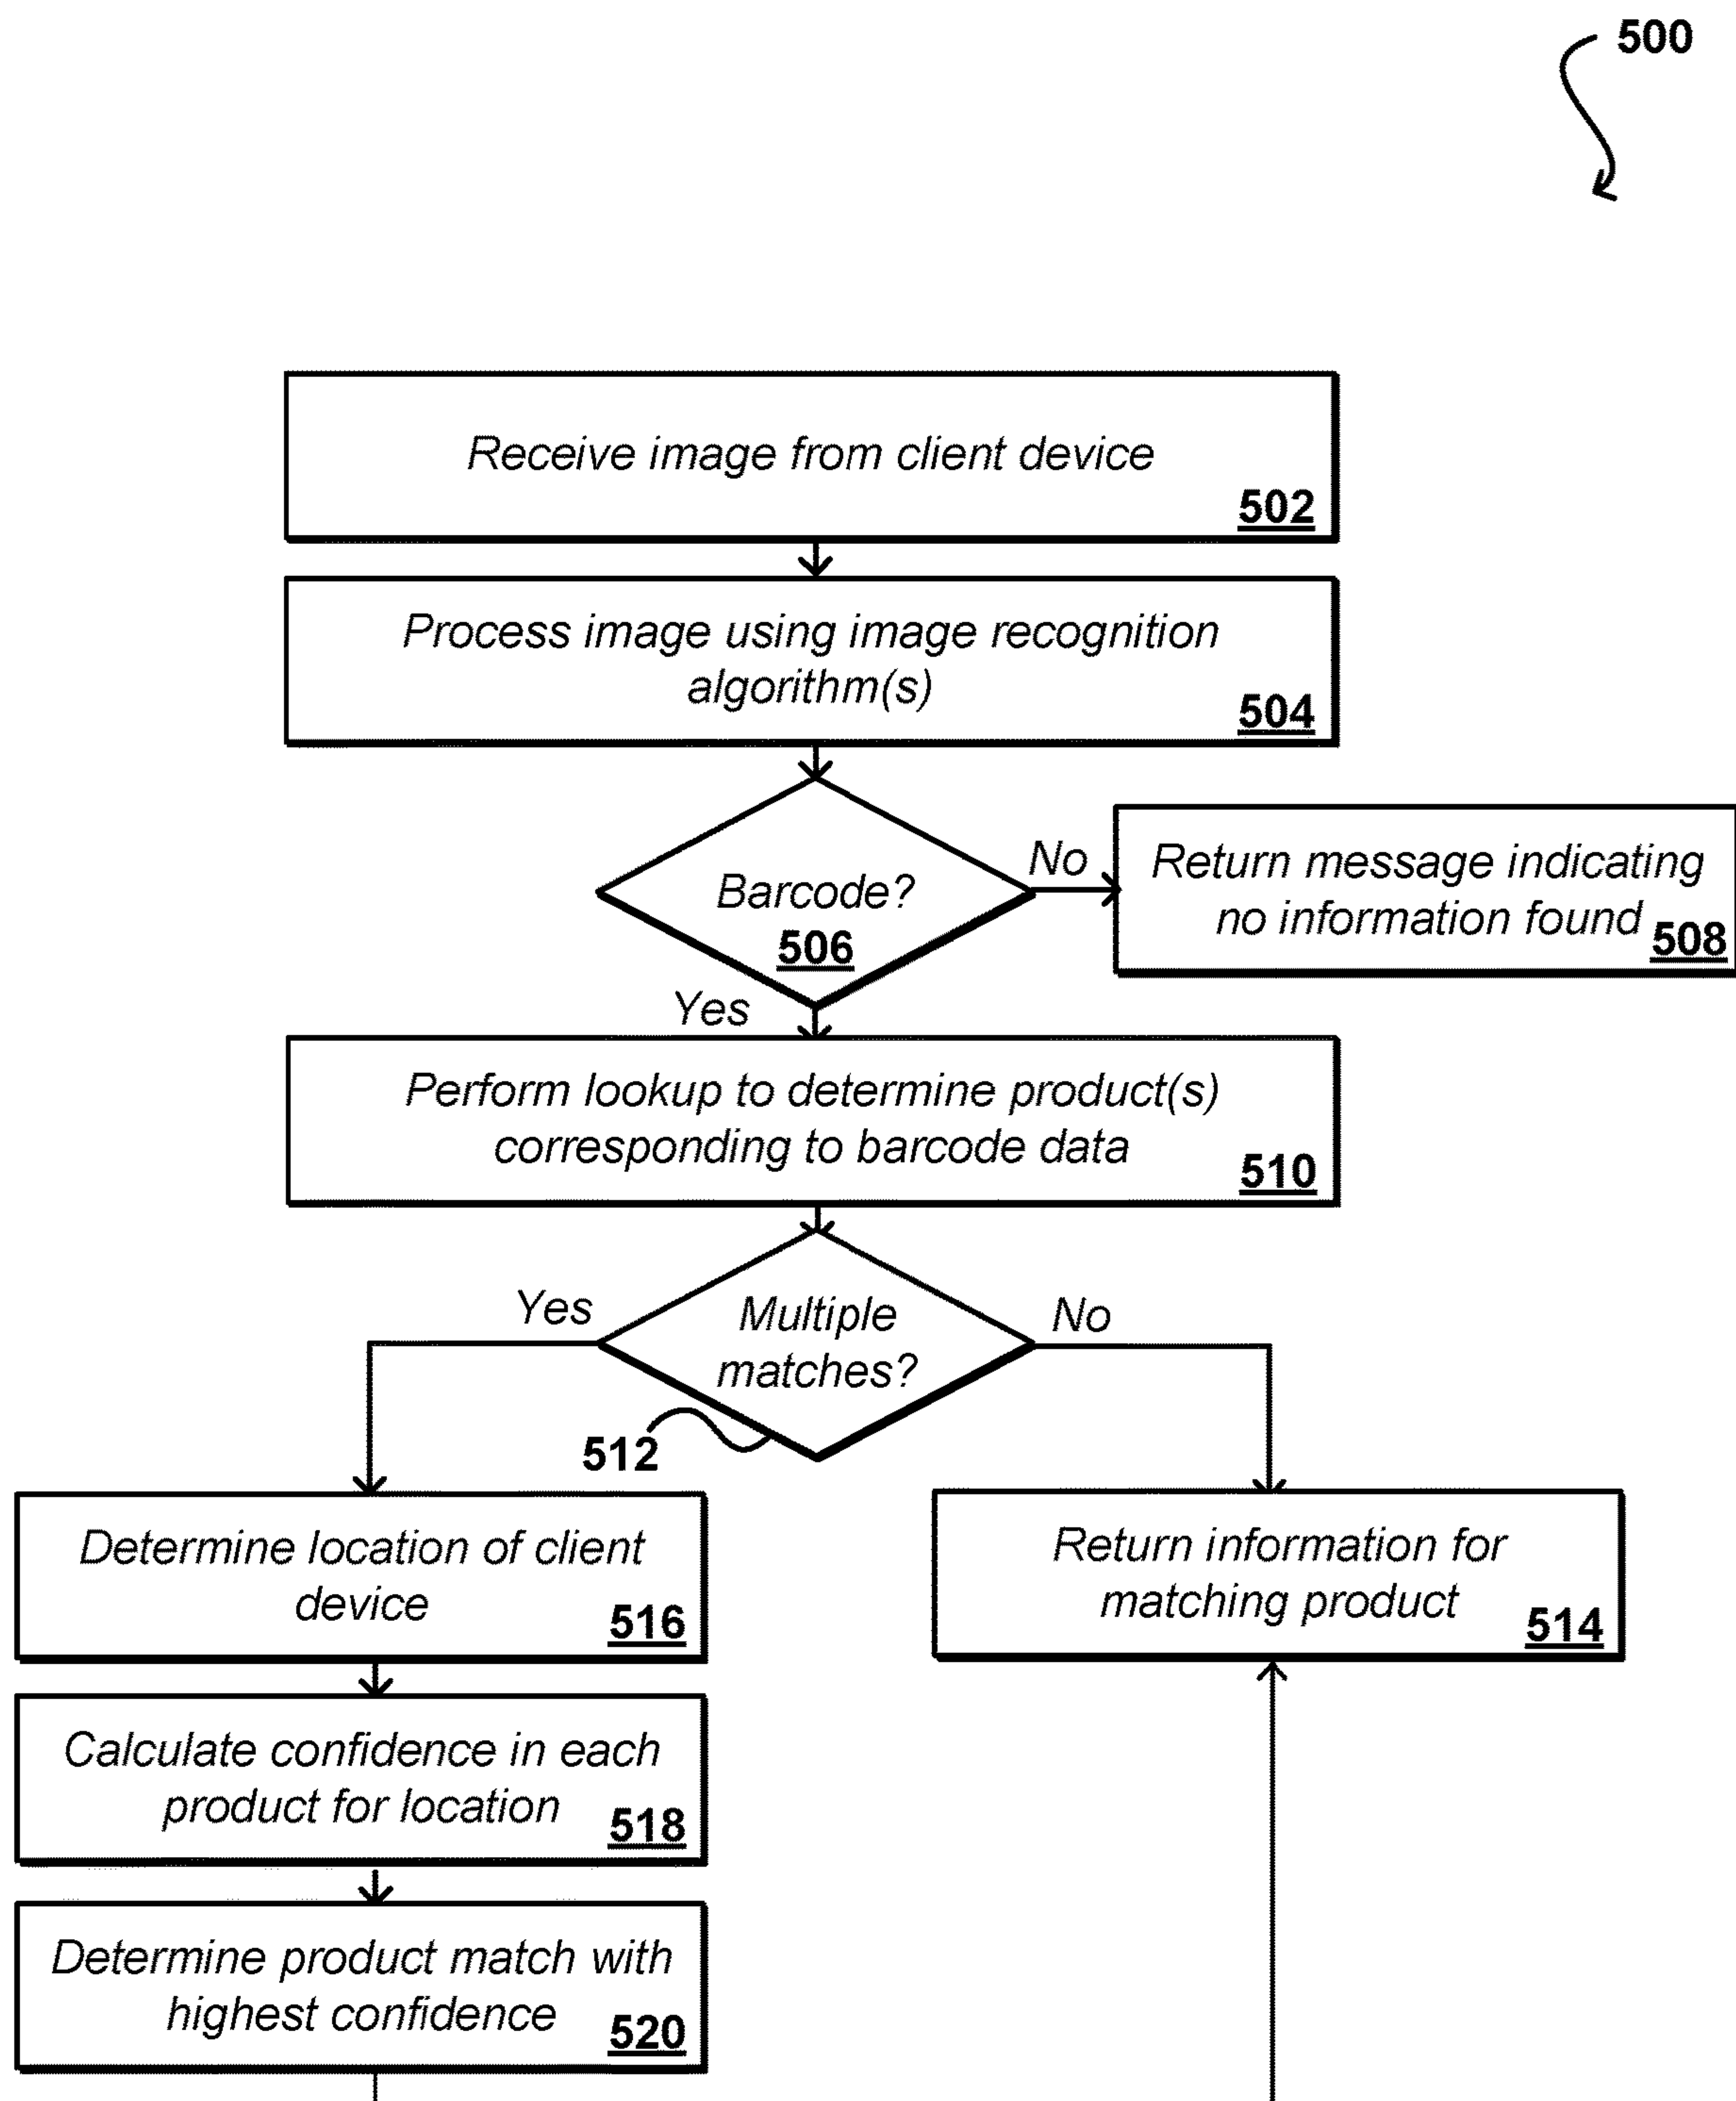 500
Receive image from client device
502
Process image using image recognition
algorithm(s)
504
Barcode?
506
No
Return message indicating
no information found
508
Yes
Perform lookup to determine product(s)
corresponding to barcode data
510
Yes
Multiple
matches?
No
512
Determine location of client
device
516
Return information for
matching product
514
Calculate confidence in each
product for location
518
Determine product match with
highest confidence
520